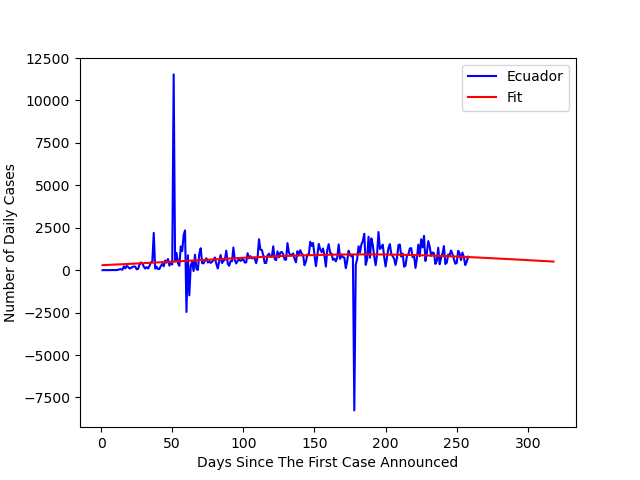 12500
10000
7500
5000
2500
0
−2500
−5000
−7500
Number of Daily Cases
Ecuador
Fit
0 50 100 150 200 250 300
Days Since The First Case Announced